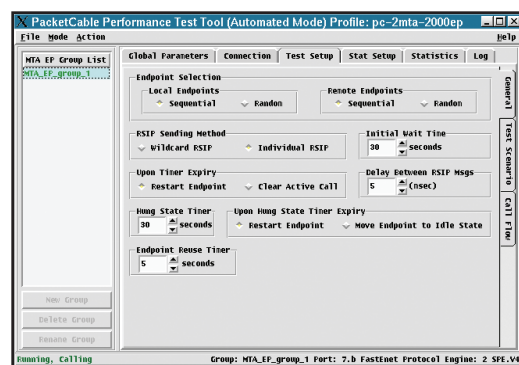 X PacketCable Performance Test Tool (Automated Mode) Profile: pc-2mta-2000ep
File Mode Action Help
MTA EP Group List
MTA_EP_group_1
Global Parameters Connection Test Setup Stat Setup Statistics Log
Endpoint Selection
Local Endpoints Remote Endpoints
Sequential Random Sequential Random
RSIP Sending Method Initial Wait Time
Wildcard RSIP Individual RSIP 30 seconds
Upon Timer Expiry Delay Between RSIP Msgs
Restart Endpoint Clear Active Call 5 (msec)
Hung State Timer Upon Hung State Timer Expiry
30 seconds Restart Endpoint Move Endpoint to Idle State
Endpoint Reuse Timer
5 seconds
General
Test Scenario
Call Flow
New Group
Delete Group
Rename Group
Running, Calling Group: MTA_EP_group_1 Port: 7.b FastEnet Protocol Engine: 2 SPE.V4